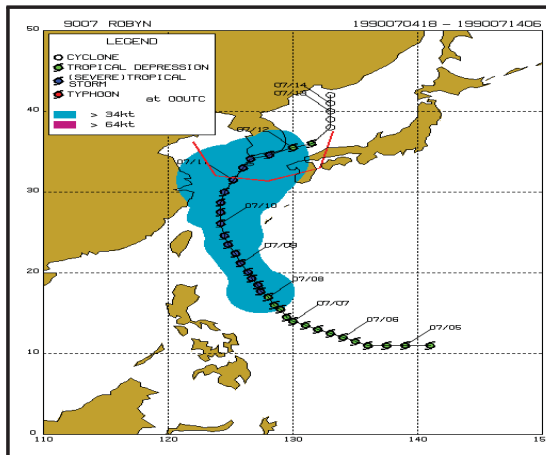 9007 ROBYN 1990070418 - 1990071406
LEGEND
CYCLONE
TROPICAL DEPRESSION
(SEVERE)TROPICAL
STORM
TYPHOON at 00UTC
> 34kt
> 64kt
50
40
30
20
10
0
110 120 130 140 150
07/14
07/13
07/12
07/11
07/10
07/09
07/08
07/07
07/06
07/05